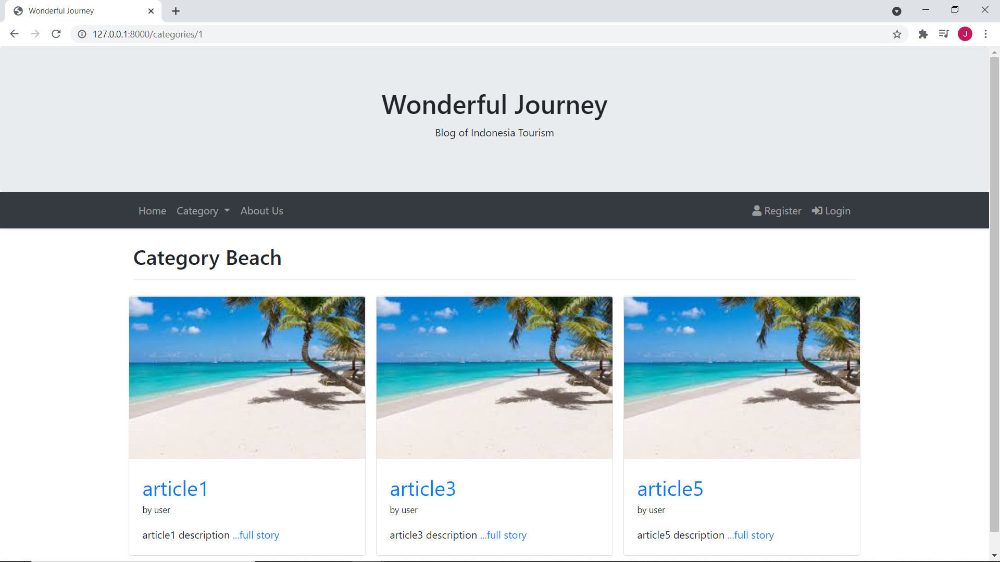 Wonderful Journey
127.0.0.1:8000/categories/1
J
Wonderful Journey
Blog of Indonesia Tourism
Home Category About Us Register Login
Category Beach
article1
by user
article1 description ...full story
article3
by user
article3 description ...full story
article5
by user
article5 description ...full story